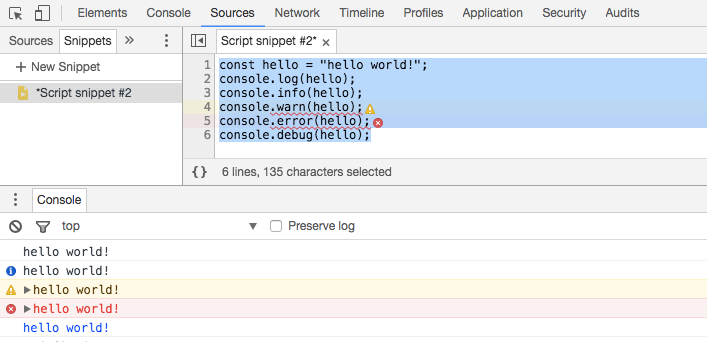 Elements Console Sources Network Timeline Profiles Application Security Audits
Sources Snippets » Script snippet #2* ×
+ New Snippet
*Script snippet #2
1 const hello = "hello world!";
2 console.log(hello);
3 console.info(hello);
4 console.warn(hello);
5 console.error(hello);
6 console.debug(hello);
{} 6 lines, 135 characters selected
Console
top ▼ Preserve log
hello world!
hello world!
▶hello world!
▶hello world!
hello world!